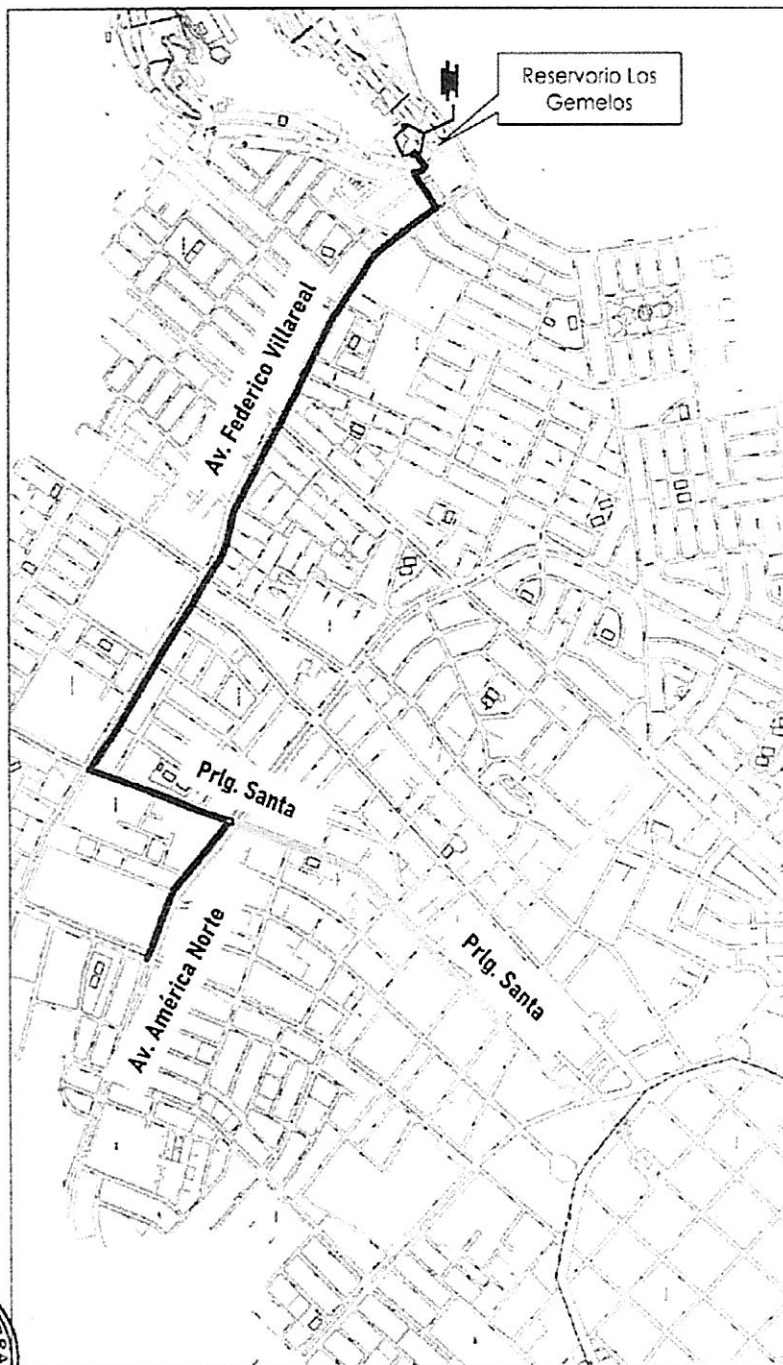 Reservorio Los
Gemelos
Av. Federico Villareal
Prlg. Santa
Prlg. Santa
Av. América Norte